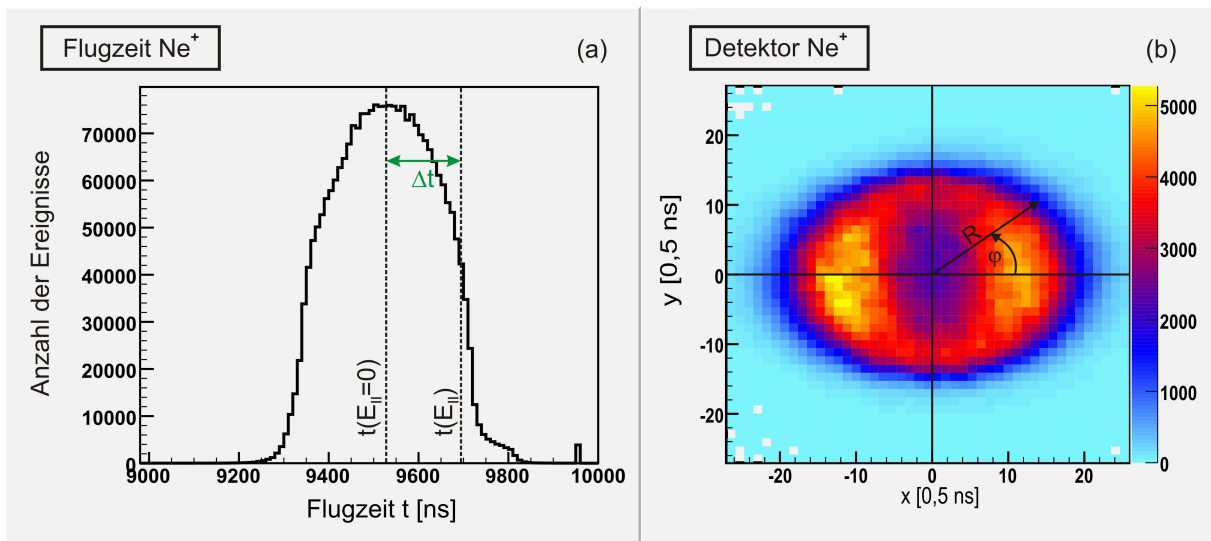 Flugzeit Ne⁺
(a)
Anzahl der Ereignisse
70000
60000
50000
40000
30000
20000
10000
0
9000
9200
9400
9600
9800
10000
Flugzeit t [ns]
Δt
t(E_II=0)
t(E_II)
Detektor Ne⁺
(b)
y [0,5 ns]
20
10
0
-10
-20
-20
-10
0
10
20
x [0,5 ns]
R
φ
5000
4000
3000
2000
1000
0